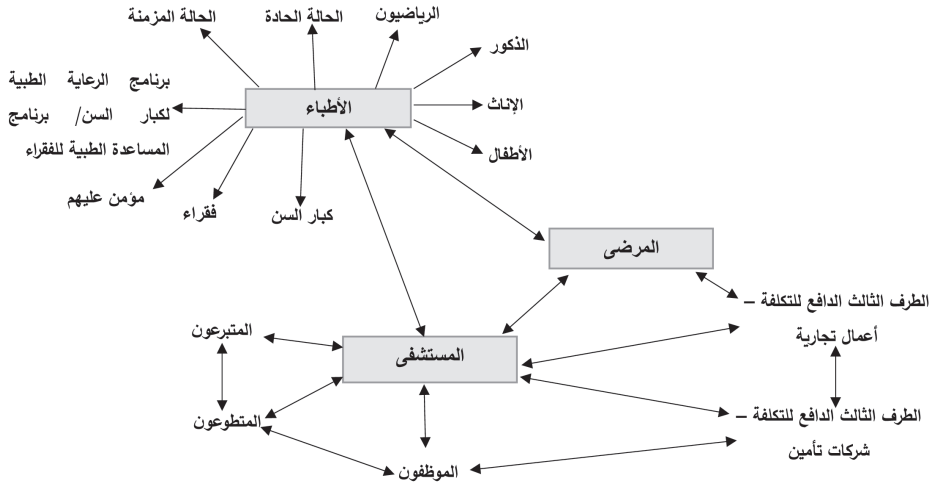 الرياضيون
الحالة الحادة
الحالة المزمنة
الذكور
برنامج الرعاية الطبية
لكبار السن/ برنامج
المساعدة الطبية للفقراء
الأطباء
الإناث
الأطفال
مؤمن عليهم
فقراء
كبار السن
المرضى
الطرف الثالث الدافع للتكلفة –
أعمال تجارية
المتبرعون
المستشفى
المتطوعون
الطرف الثالث الدافع للتكلفة –
شركات تأمين
الموظفون